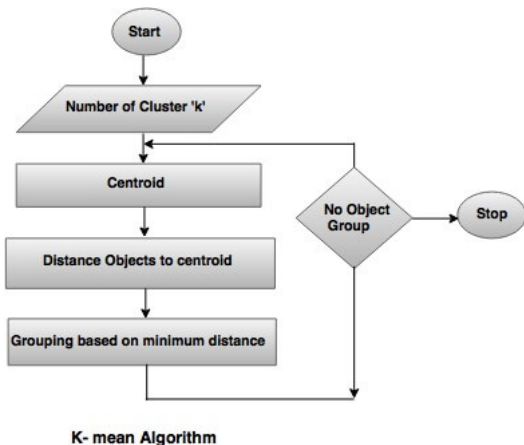 Start
Number of Cluster 'k'
Centroid
No Object
Group
Stop
Distance Objects to centroid
Grouping based on minimum distance
K- mean Algorithm